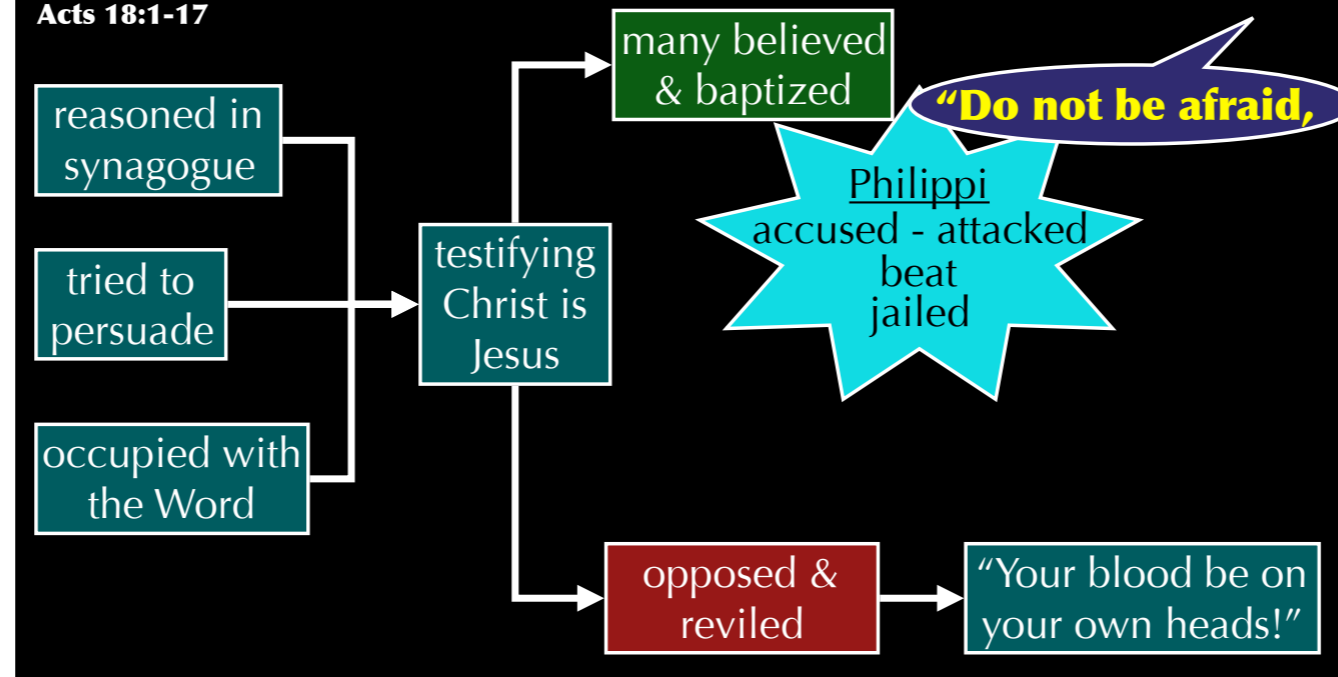 Acts 18:1-17
reasoned in
synagogue
tried to
persuade
occupied with
the Word
testifying
Christ is
Jesus
many believed
& baptized
“Do not be afraid,
Philippi
accused - attacked
beat
jailed
opposed &
reviled
“Your blood be on
your own heads!”